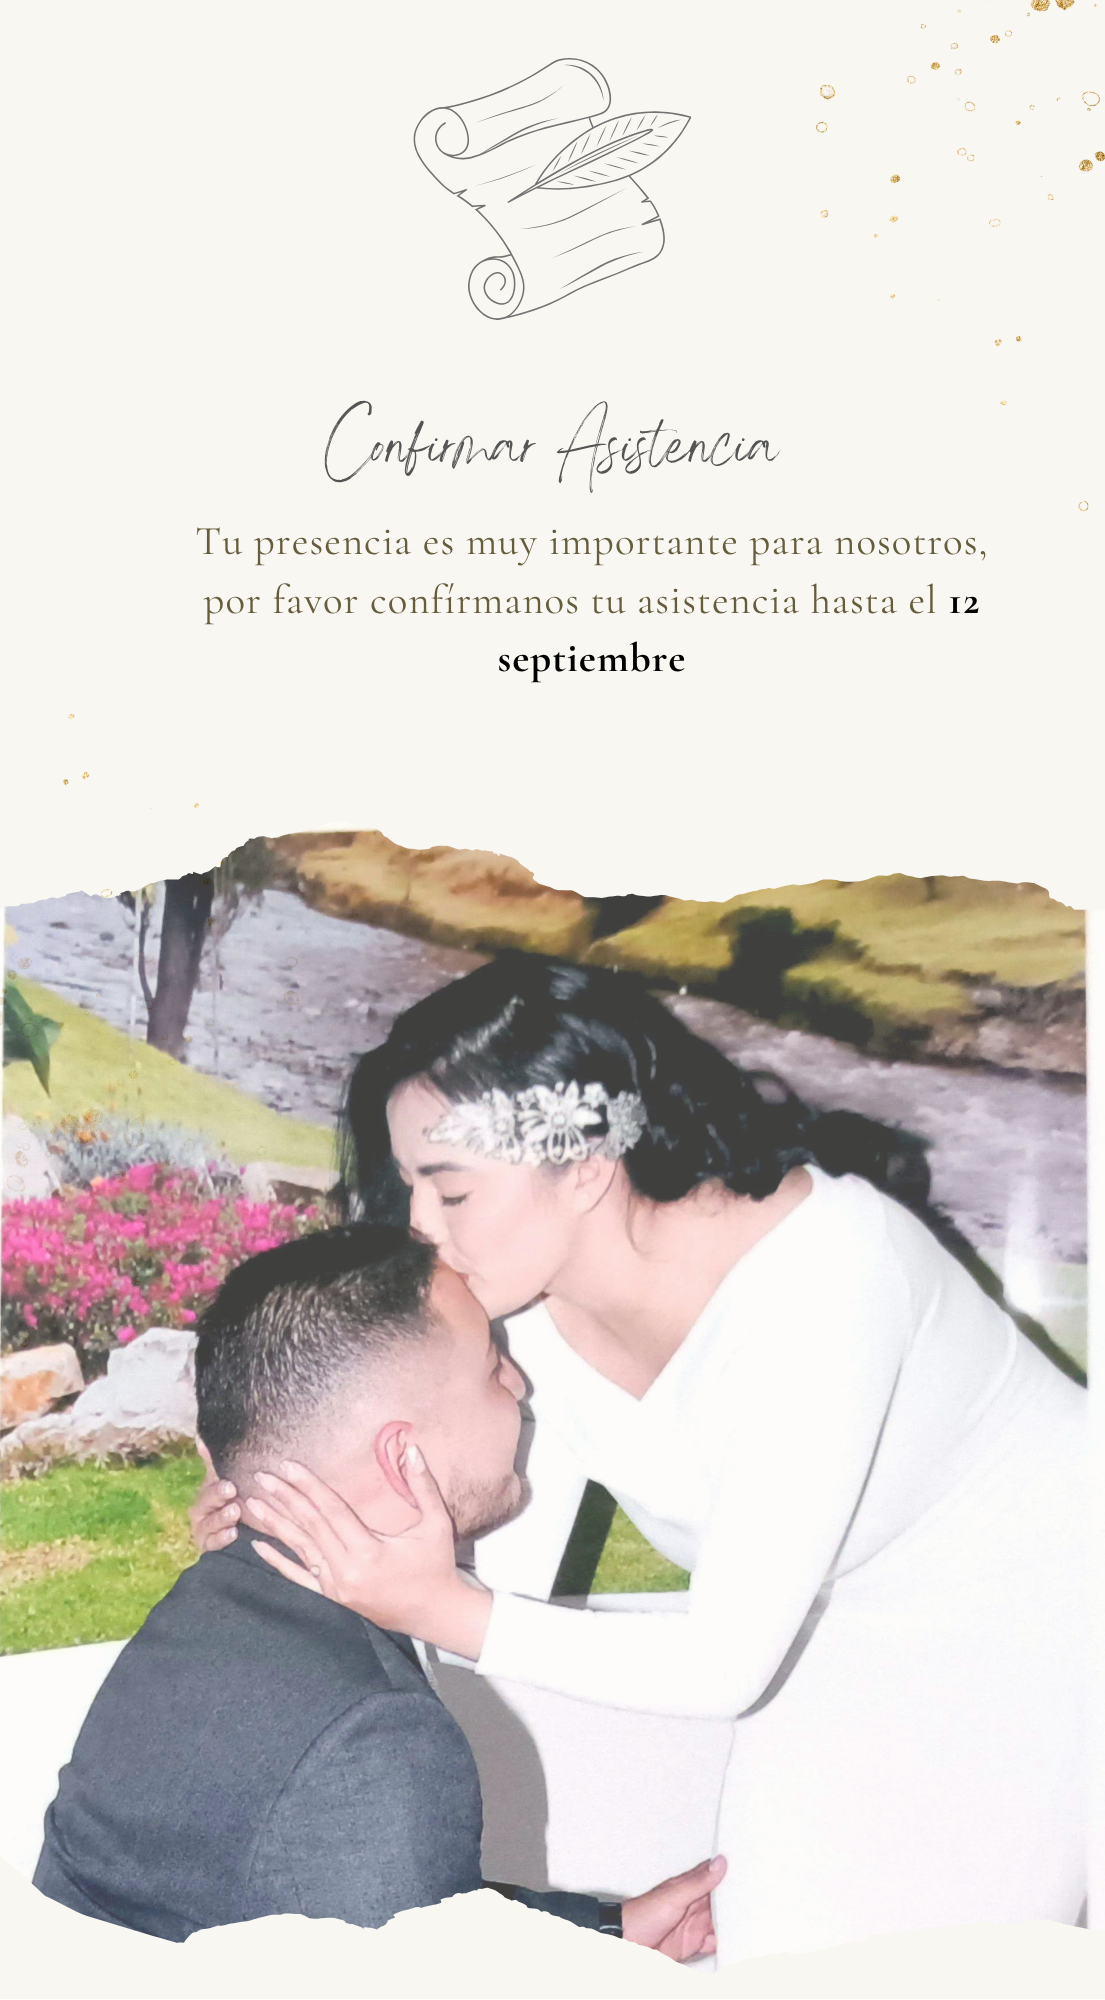 Confirmar Asistencia
Tu presencia es muy importante para nosotros,
por favor confírmanos tu asistencia hasta el 12
septiembre